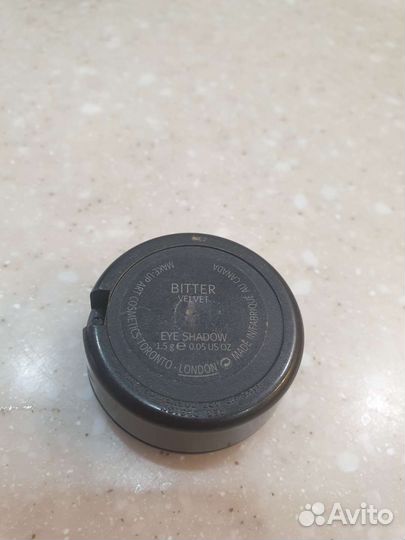 BITTER
VELVET
EYE SHADOW
1.5 g ℮ 0.05 US OZ
MAKE-UP ART COSMETICS TORONTO - LONDON
MADE IN/FABRIQUÉ AU CANADA
Avito